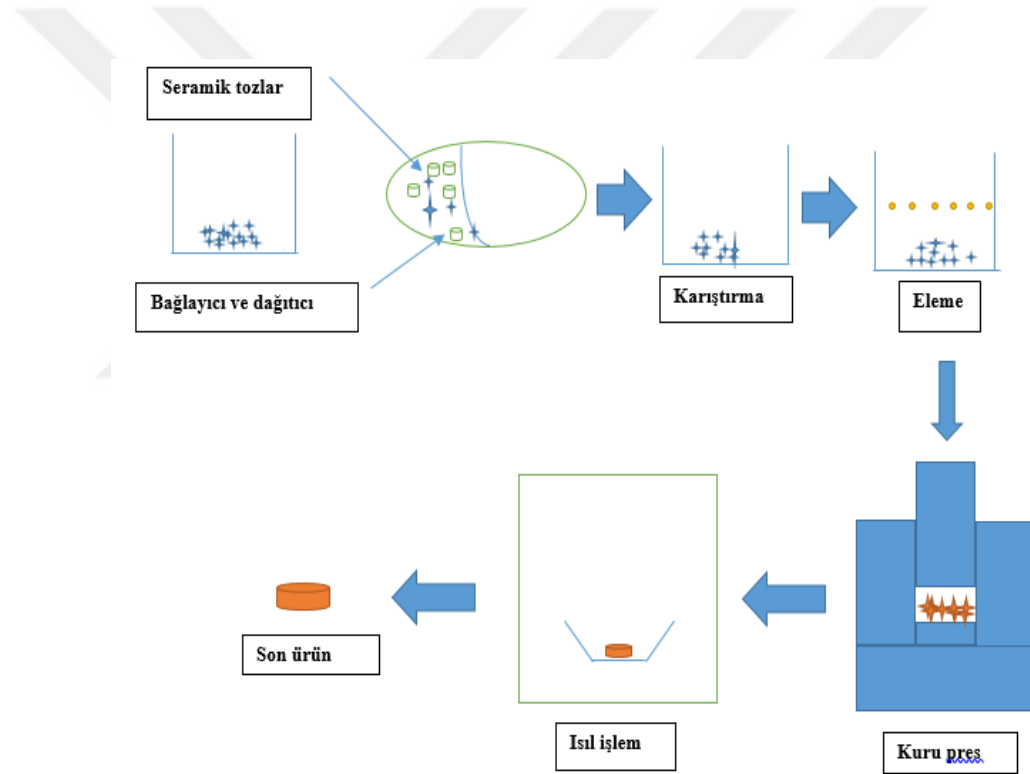 Seramik tozlar
Bağlayıcı ve dağıtıcı
Karıştırma
Eleme
Son ürün
Isıl işlem
Kuru pres